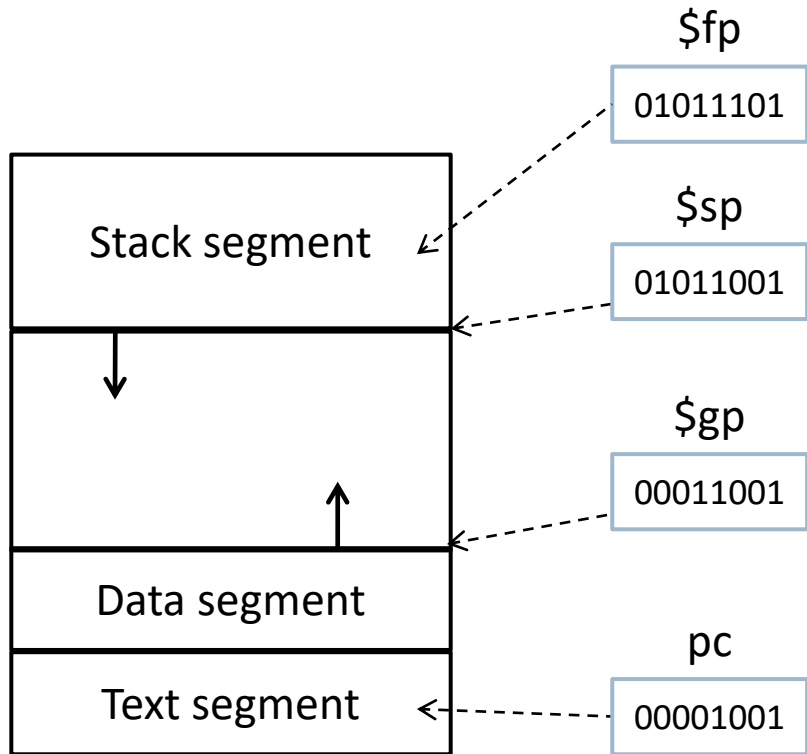 $fp
01011101
Stack segment
$sp
01011001
$gp
00011001
Data segment
pc
Text segment
00001001